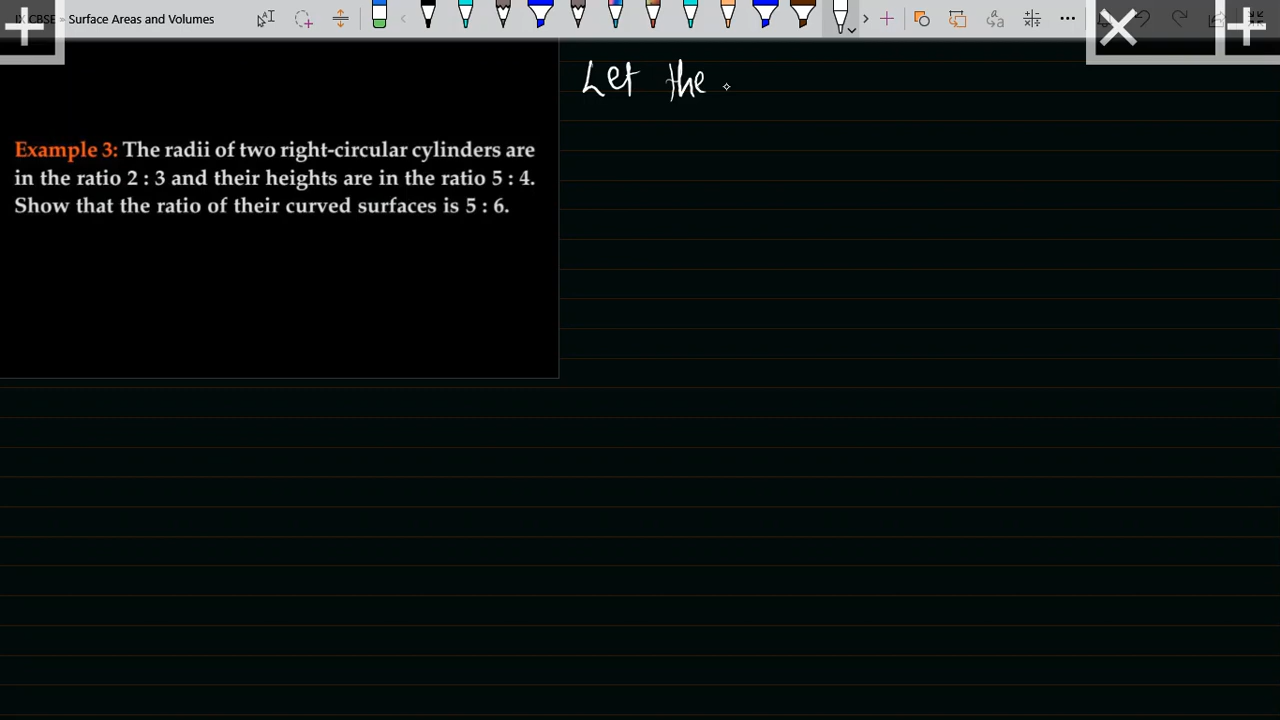 IX CBSE » Surface Areas and Volumes
Let the
Example 3: The radii of two right-circular cylinders are
in the ratio 2 : 3 and their heights are in the ratio 5 : 4.
Show that the ratio of their curved surfaces is 5 : 6.